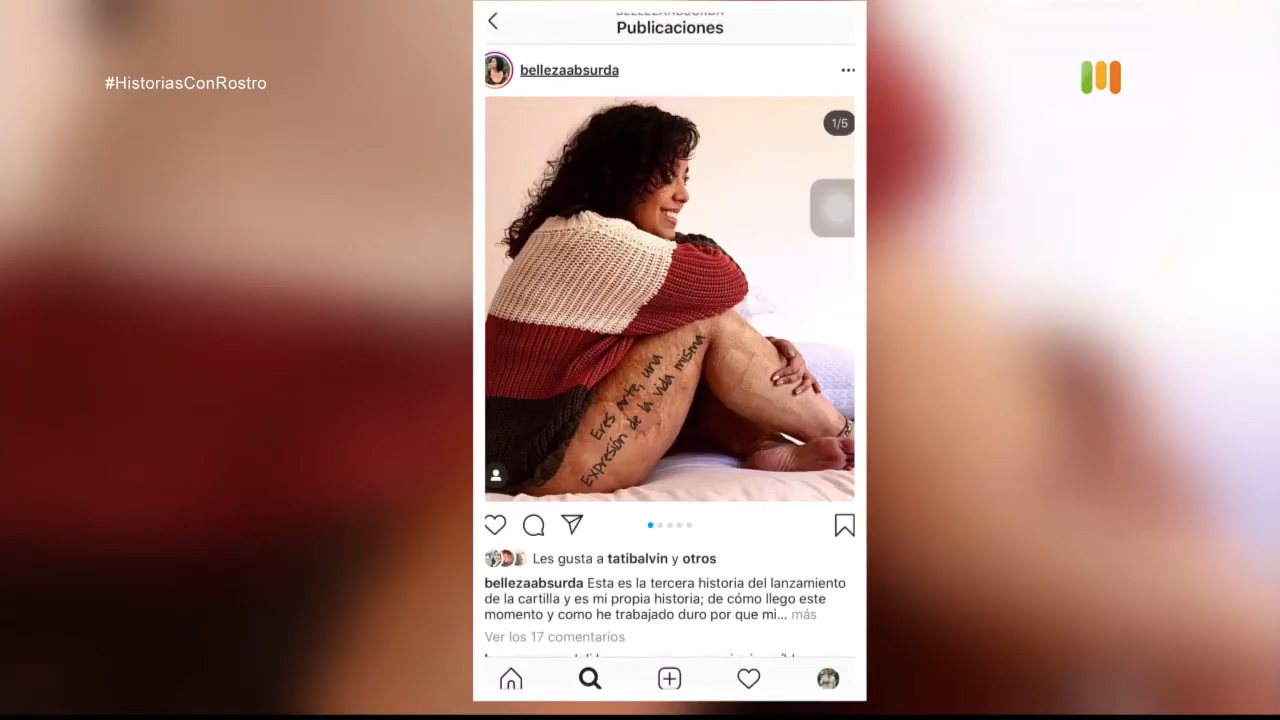 #HistoriasConRostro
BELLEZAABSURDA
Publicaciones
bellezaabsurda
1/5
Eres Arte, una
Expresión de la vida misma
Les gusta a tatibalvin y otros
bellezaabsurda Esta es la tercera historia del lanzamiento
de la cartilla y es mi propia historia; de cómo llego este
momento y como he trabajado duro por que mi... más
Ver los 17 comentarios